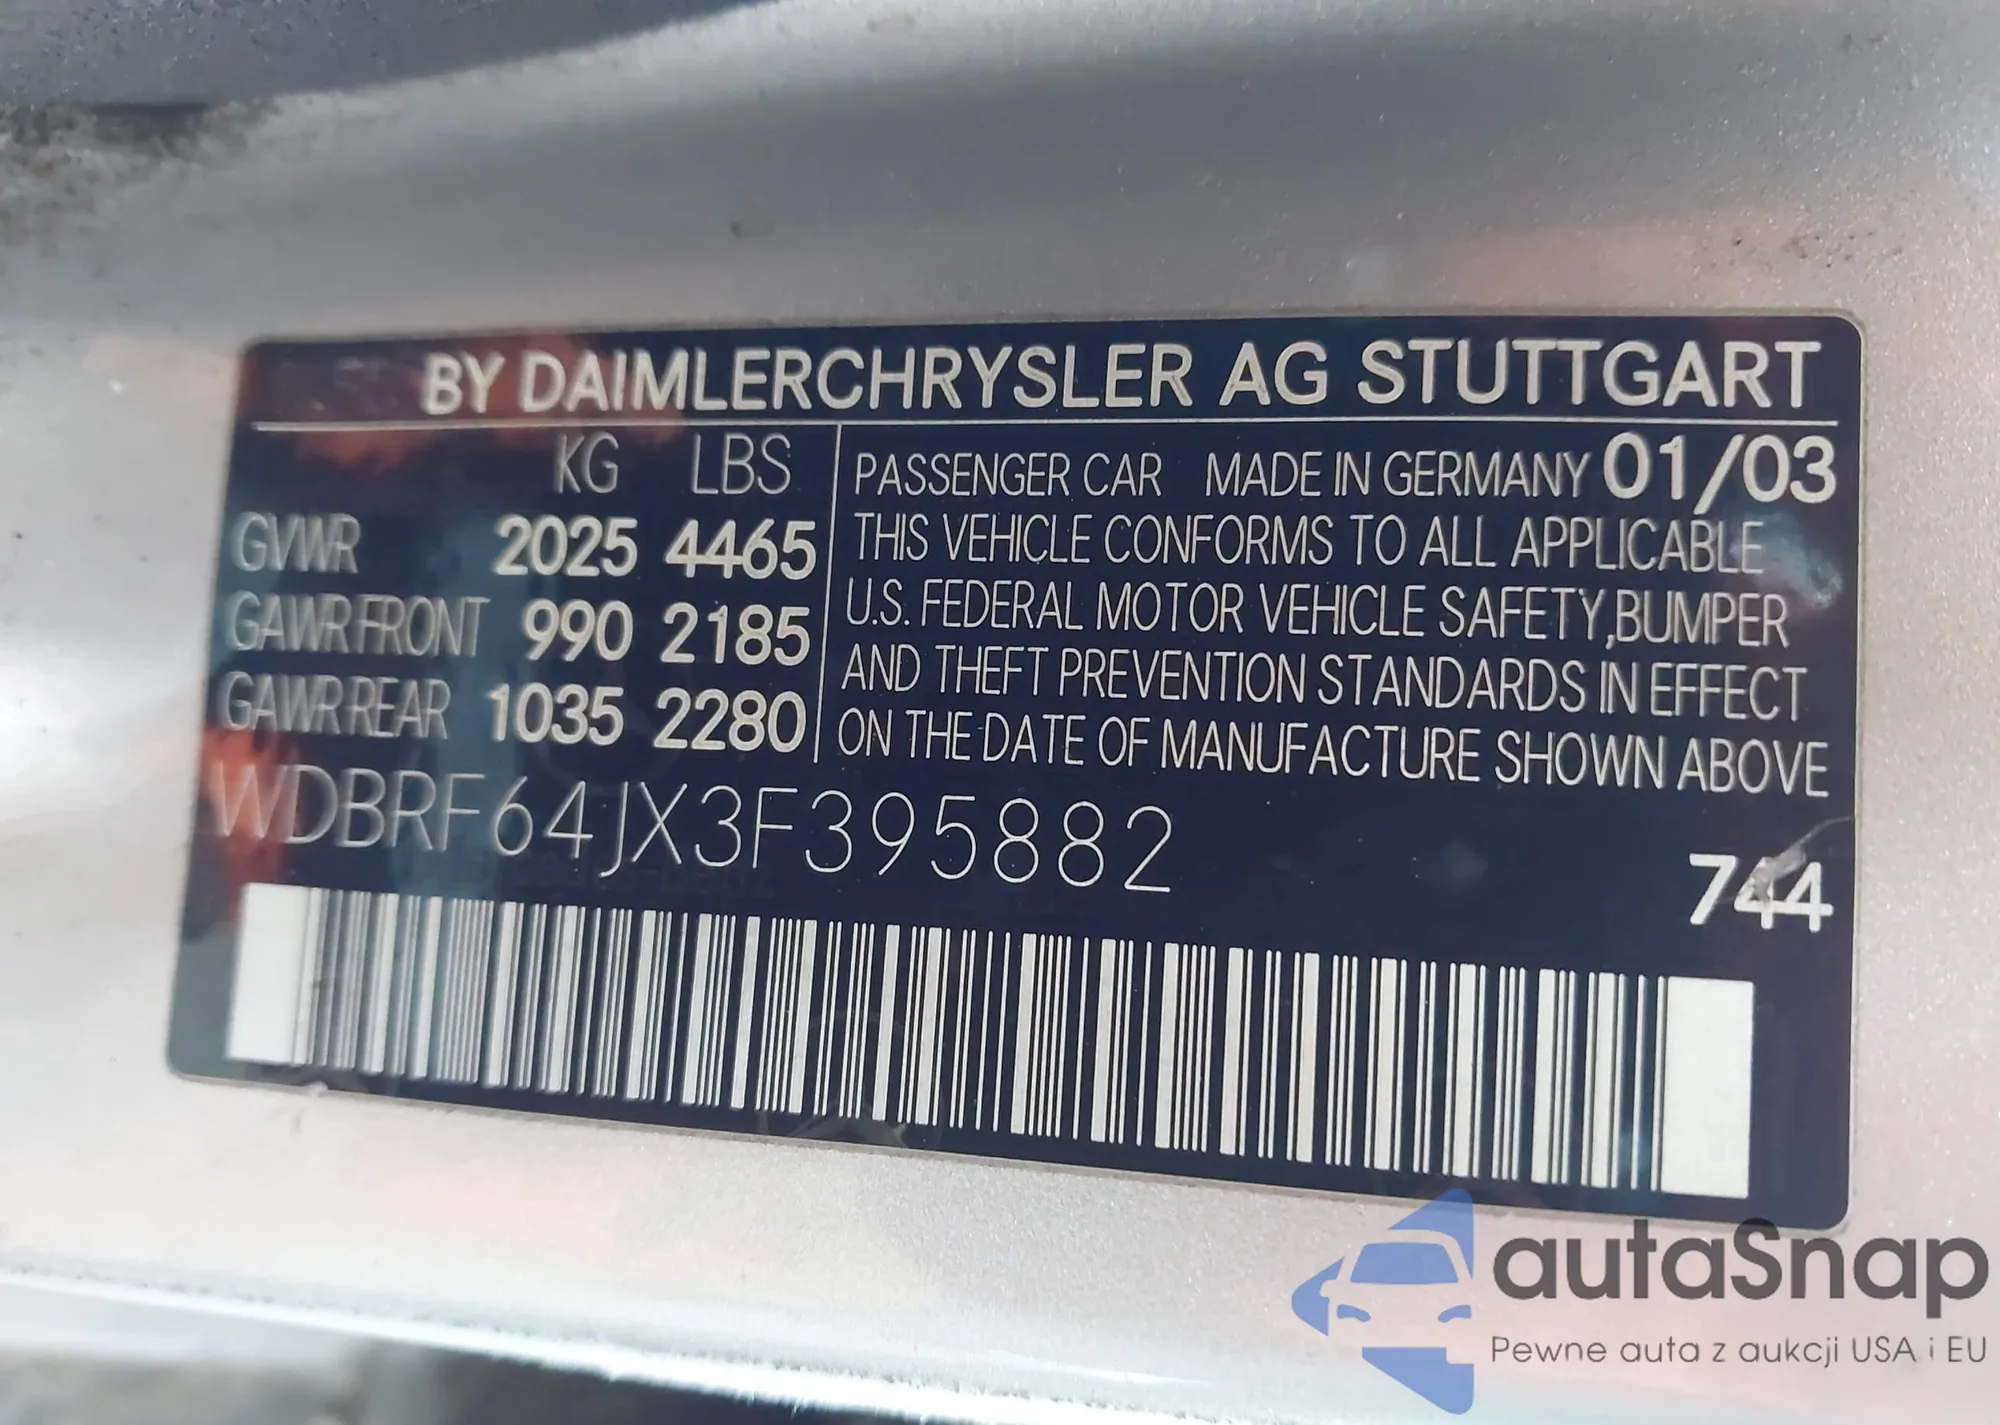 BY DAIMLERCHRYSLER AG STUTTGART
KG LBS
GVWR 2025 4465
GAWR FRONT 990 2185
GAWR REAR 1035 2280
PASSENGER CAR MADE IN GERMANY 01/03
THIS VEHICLE CONFORMS TO ALL APPLICABLE
U.S. FEDERAL MOTOR VEHICLE SAFETY,BUMPER
AND THEFT PREVENTION STANDARDS IN EFFECT
ON THE DATE OF MANUFACTURE SHOWN ABOVE
WDBRF64JX3F395882
744
autaSnap
Pewne auta z aukcji USA i EU